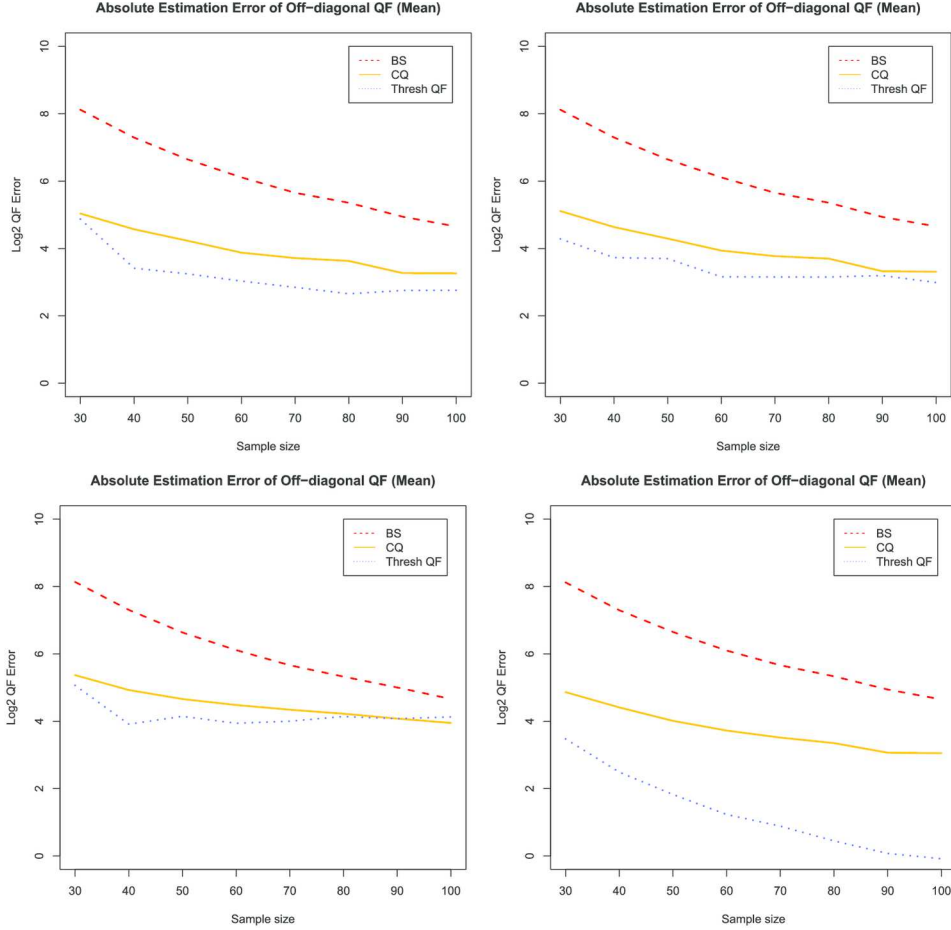 Absolute Estimation Error of Off−diagonal QF (Mean)
10
8
6
4
2
0
Log2 QF Error
BS
CQ
Thresh QF
30 40 50 60 70 80 90 100
Sample size
Absolute Estimation Error of Off−diagonal QF (Mean)
10
8
6
4
2
0
Log2 QF Error
BS
CQ
Thresh QF
30 40 50 60 70 80 90 100
Sample size
Absolute Estimation Error of Off−diagonal QF (Mean)
10
8
6
4
2
0
Log2 QF Error
BS
CQ
Thresh QF
30 40 50 60 70 80 90 100
Sample size
Absolute Estimation Error of Off−diagonal QF (Mean)
10
8
6
4
2
0
Log2 QF Error
BS
CQ
Thresh QF
30 40 50 60 70 80 90 100
Sample size